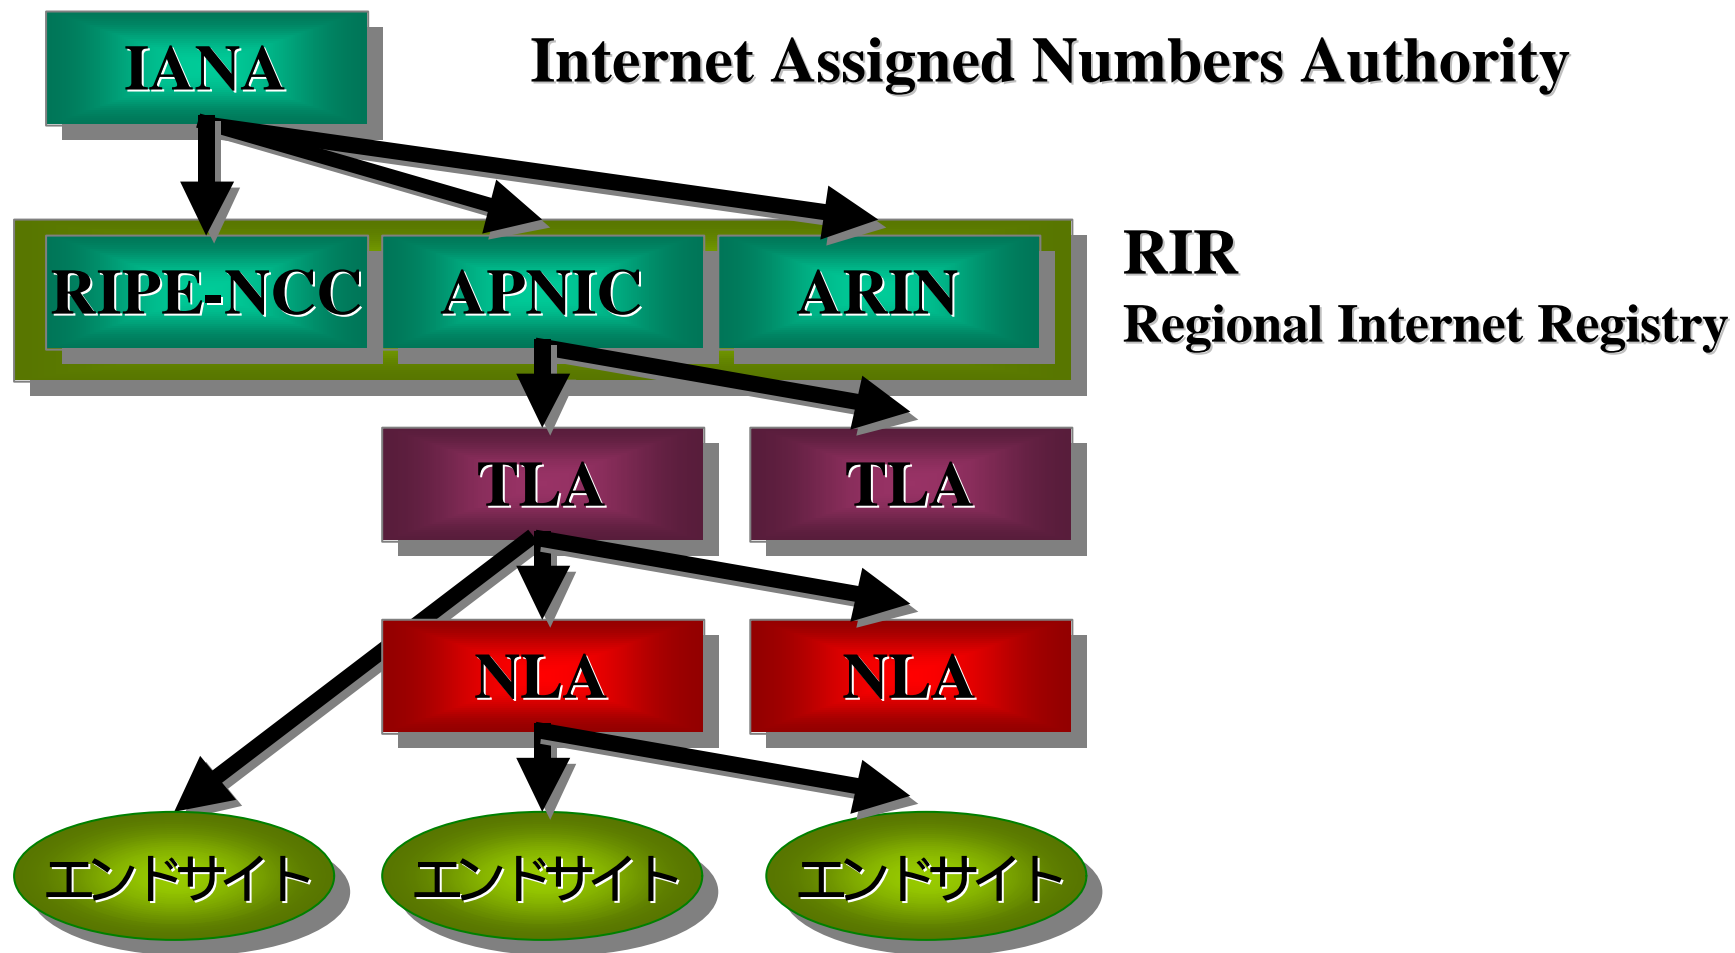 IANA
Internet Assigned Numbers Authority
RIPE-NCC
APNIC
ARIN
RIR
Regional Internet Registry
TLA
TLA
NLA
NLA
エンドサイト
エンドサイト
エンドサイト